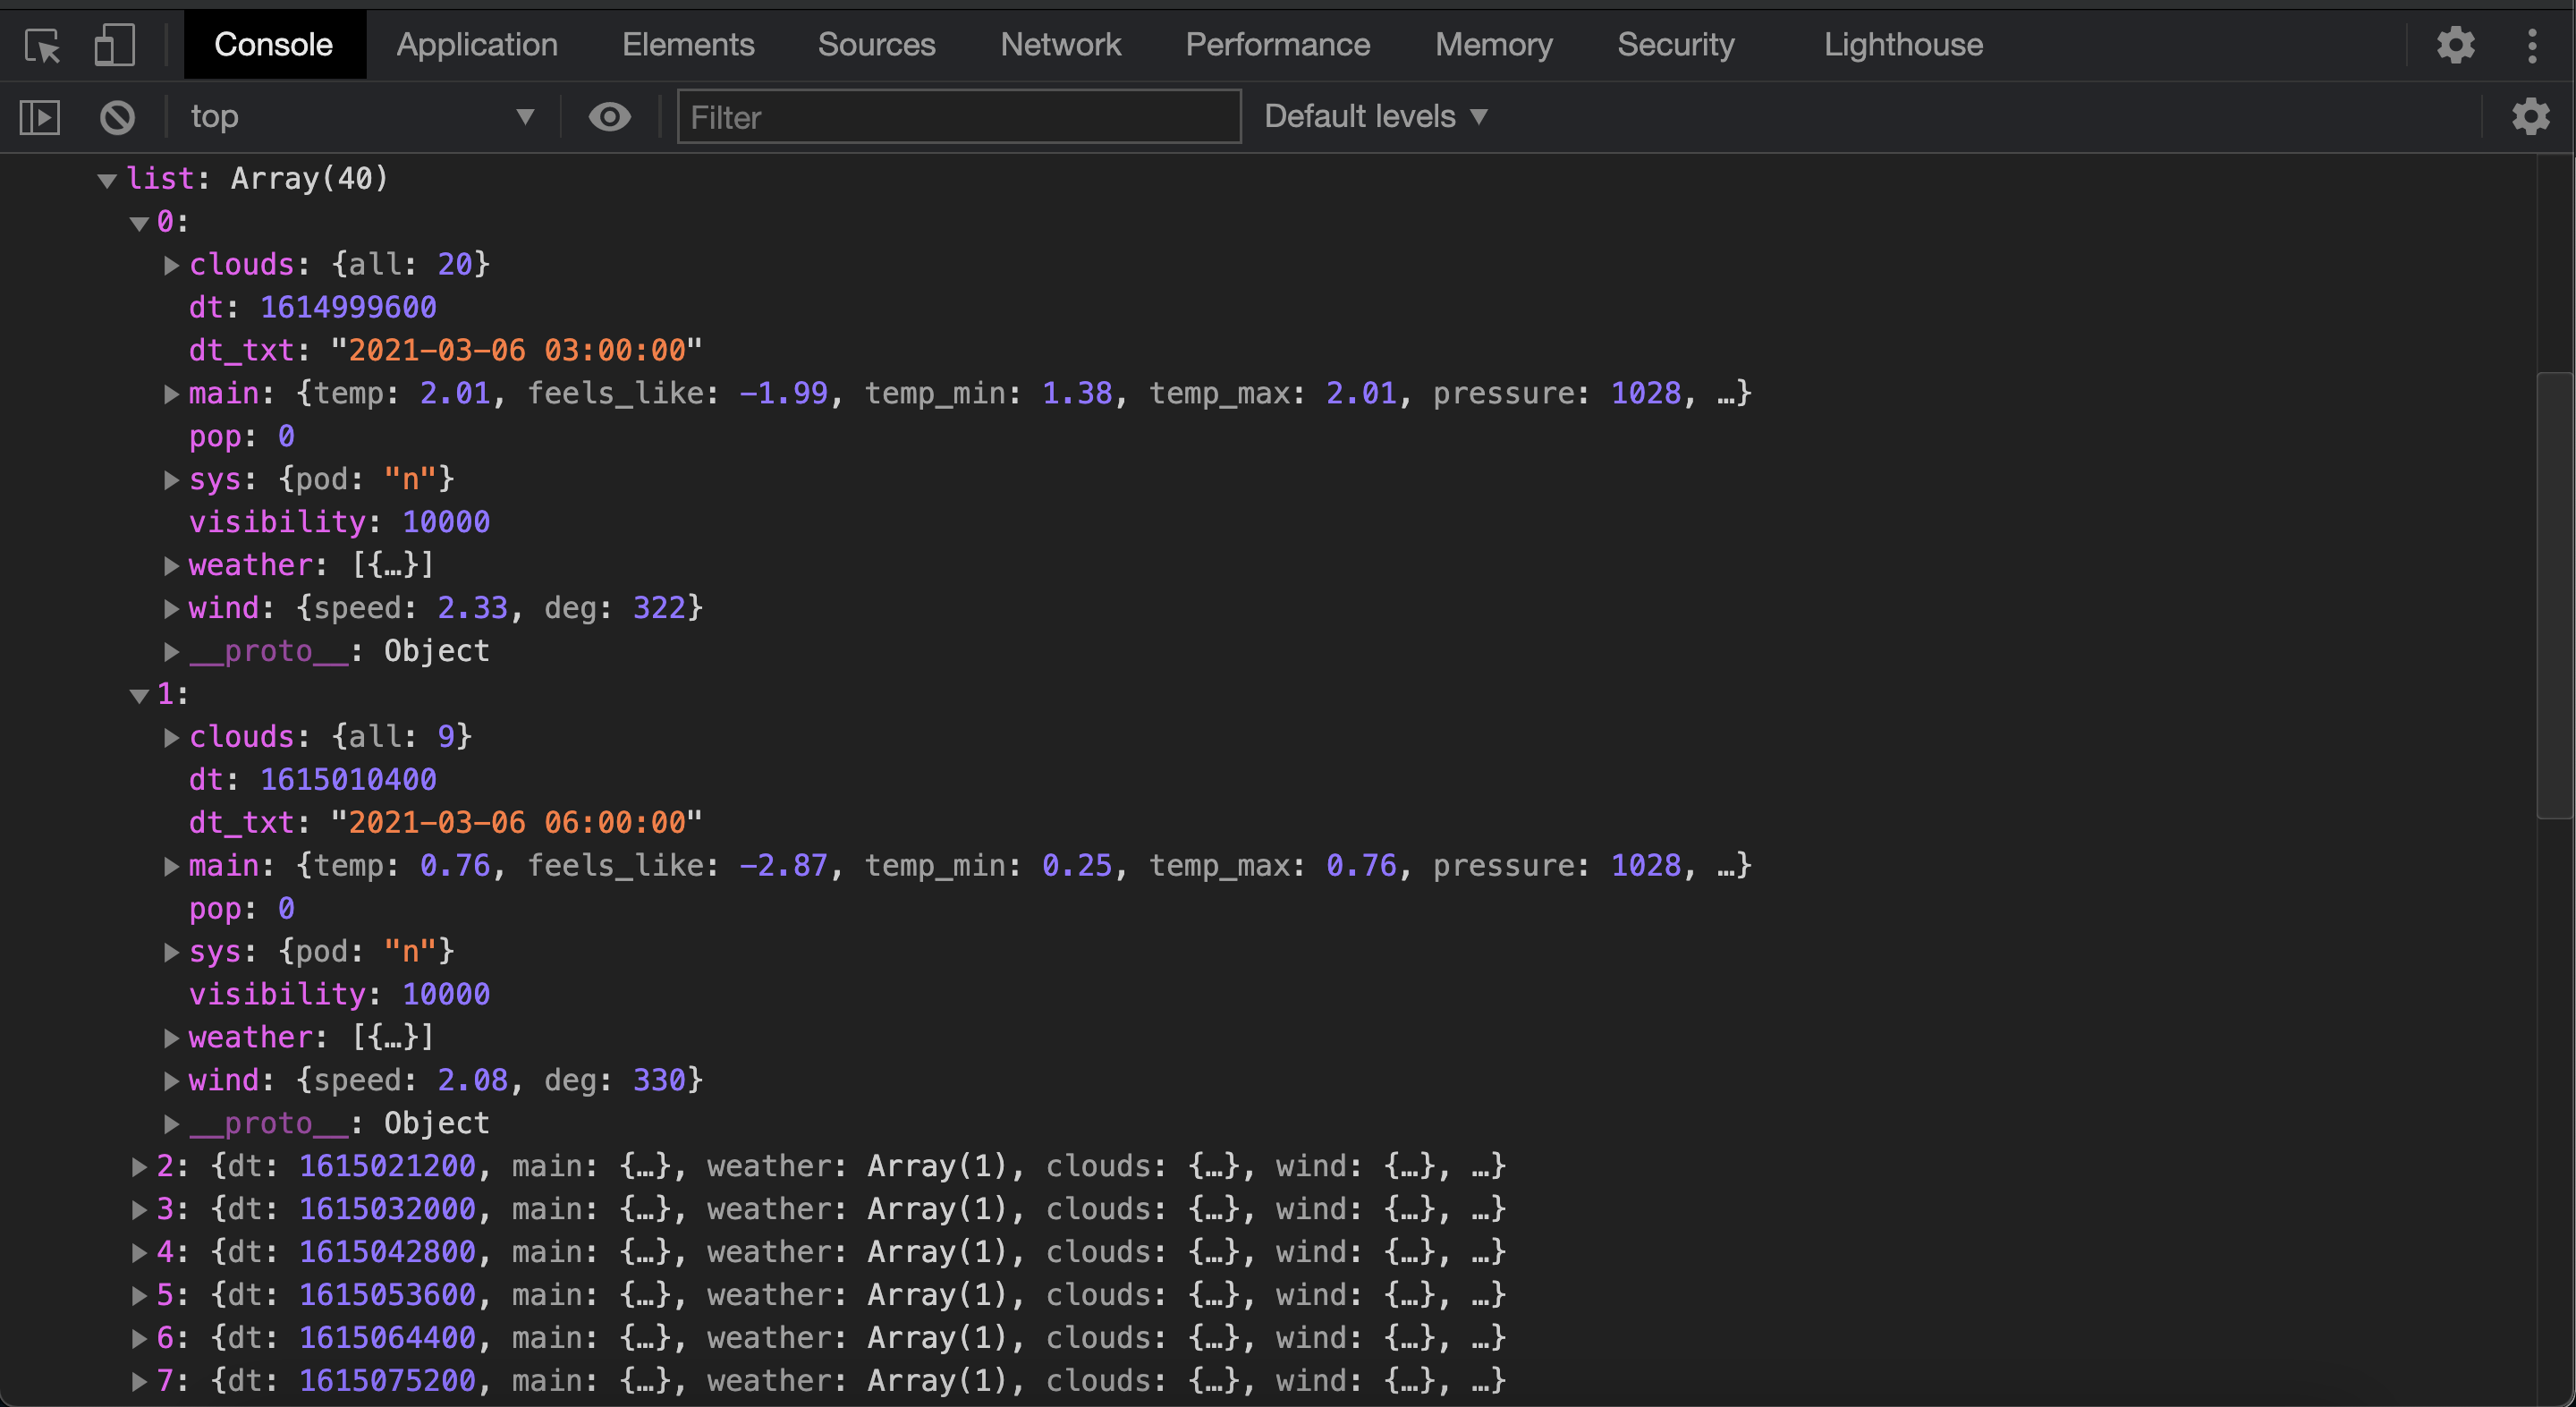 Console Application Elements Sources Network Performance Memory Security Lighthouse
top Filter Default levels
list: Array(40)
0:
clouds: {all: 20}
dt: 1614999600
dt_txt: "2021-03-06 03:00:00"
main: {temp: 2.01, feels_like: -1.99, temp_min: 1.38, temp_max: 2.01, pressure: 1028, …}
pop: 0
sys: {pod: "n"}
visibility: 10000
weather: [{…}]
wind: {speed: 2.33, deg: 322}
__proto__: Object
1:
clouds: {all: 9}
dt: 1615010400
dt_txt: "2021-03-06 06:00:00"
main: {temp: 0.76, feels_like: -2.87, temp_min: 0.25, temp_max: 0.76, pressure: 1028, …}
pop: 0
sys: {pod: "n"}
visibility: 10000
weather: [{…}]
wind: {speed: 2.08, deg: 330}
__proto__: Object
2: {dt: 1615021200, main: {…}, weather: Array(1), clouds: {…}, wind: {…}, …}
3: {dt: 1615032000, main: {…}, weather: Array(1), clouds: {…}, wind: {…}, …}
4: {dt: 1615042800, main: {…}, weather: Array(1), clouds: {…}, wind: {…}, …}
5: {dt: 1615053600, main: {…}, weather: Array(1), clouds: {…}, wind: {…}, …}
6: {dt: 1615064400, main: {…}, weather: Array(1), clouds: {…}, wind: {…}, …}
7: {dt: 1615075200, main: {…}, weather: Array(1), clouds: {…}, wind: {…}, …}